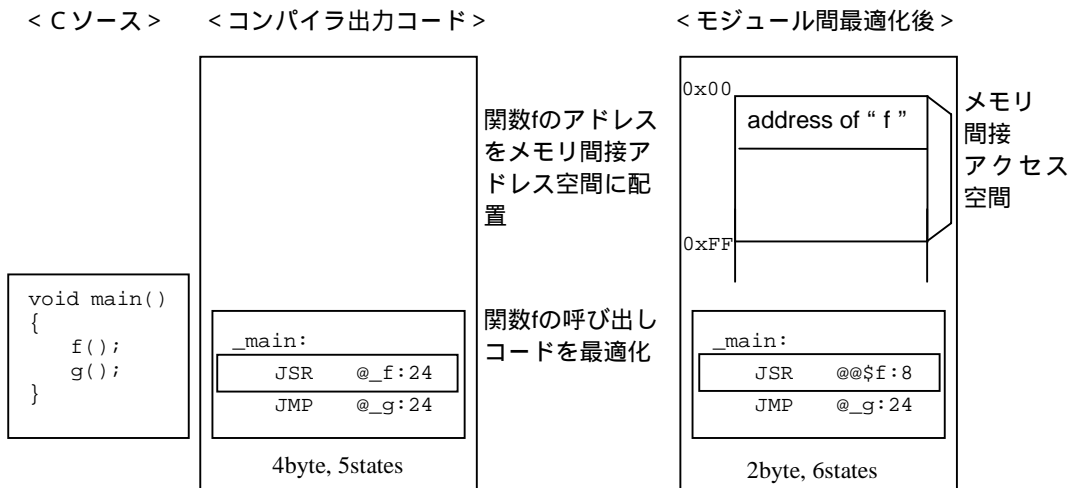 < Cソース >
< コンパイラ出力コード >
< モジュール間最適化後 >
関数fのアドレス
をメモリ間接ア
ドレス空間に配
置
0x00
address of “ f ”
0xFF
メモリ
間接
アクセス
空間
void main()
{
f();
g();
}
_main:
JSR @_f:24
JMP @_g:24
4byte, 5states
関数fの呼び出し
コードを最適化
_main:
JSR @@$f:8
JMP @_g:24
2byte, 6states